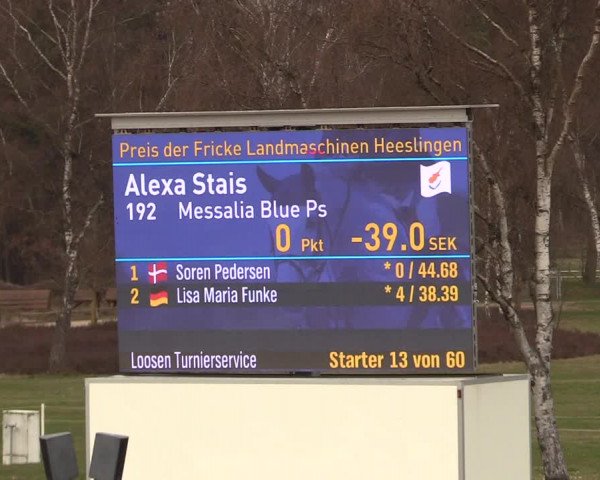 Preis der Fricke Landmaschinen Heeslingen
Alexa Stais
192 Messalia Blue Ps
0 Pkt -39.0 SEK
1 Soren Pedersen * 0 / 44.68
2 Lisa Maria Funke * 4 / 38.39
Loosen Turnierservice Starter 13 von 60